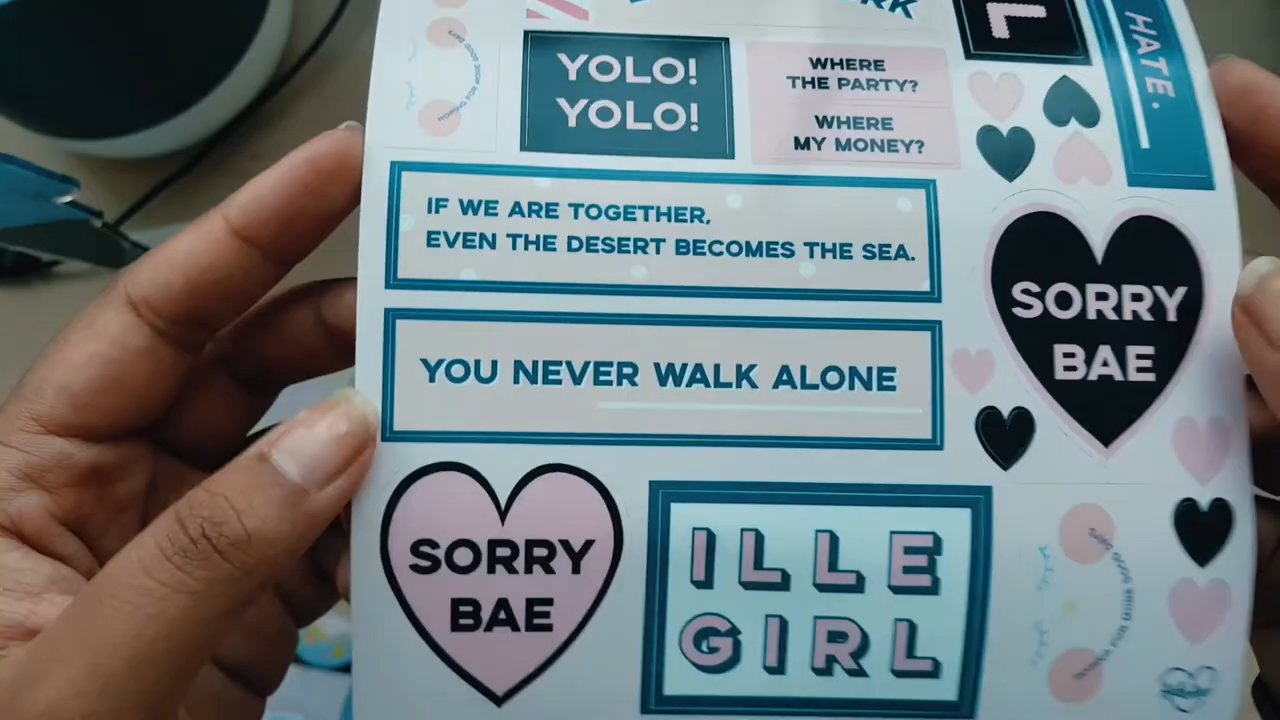 RK
L
HATE.
YOLO!
YOLO!
WHERE
THE PARTY?
WHERE
MY MONEY?
IF WE ARE TOGETHER,
EVEN THE DESERT BECOMES THE SEA.
YOU NEVER WALK ALONE
SORRY
BAE
SORRY
BAE
ILLE
GIRL